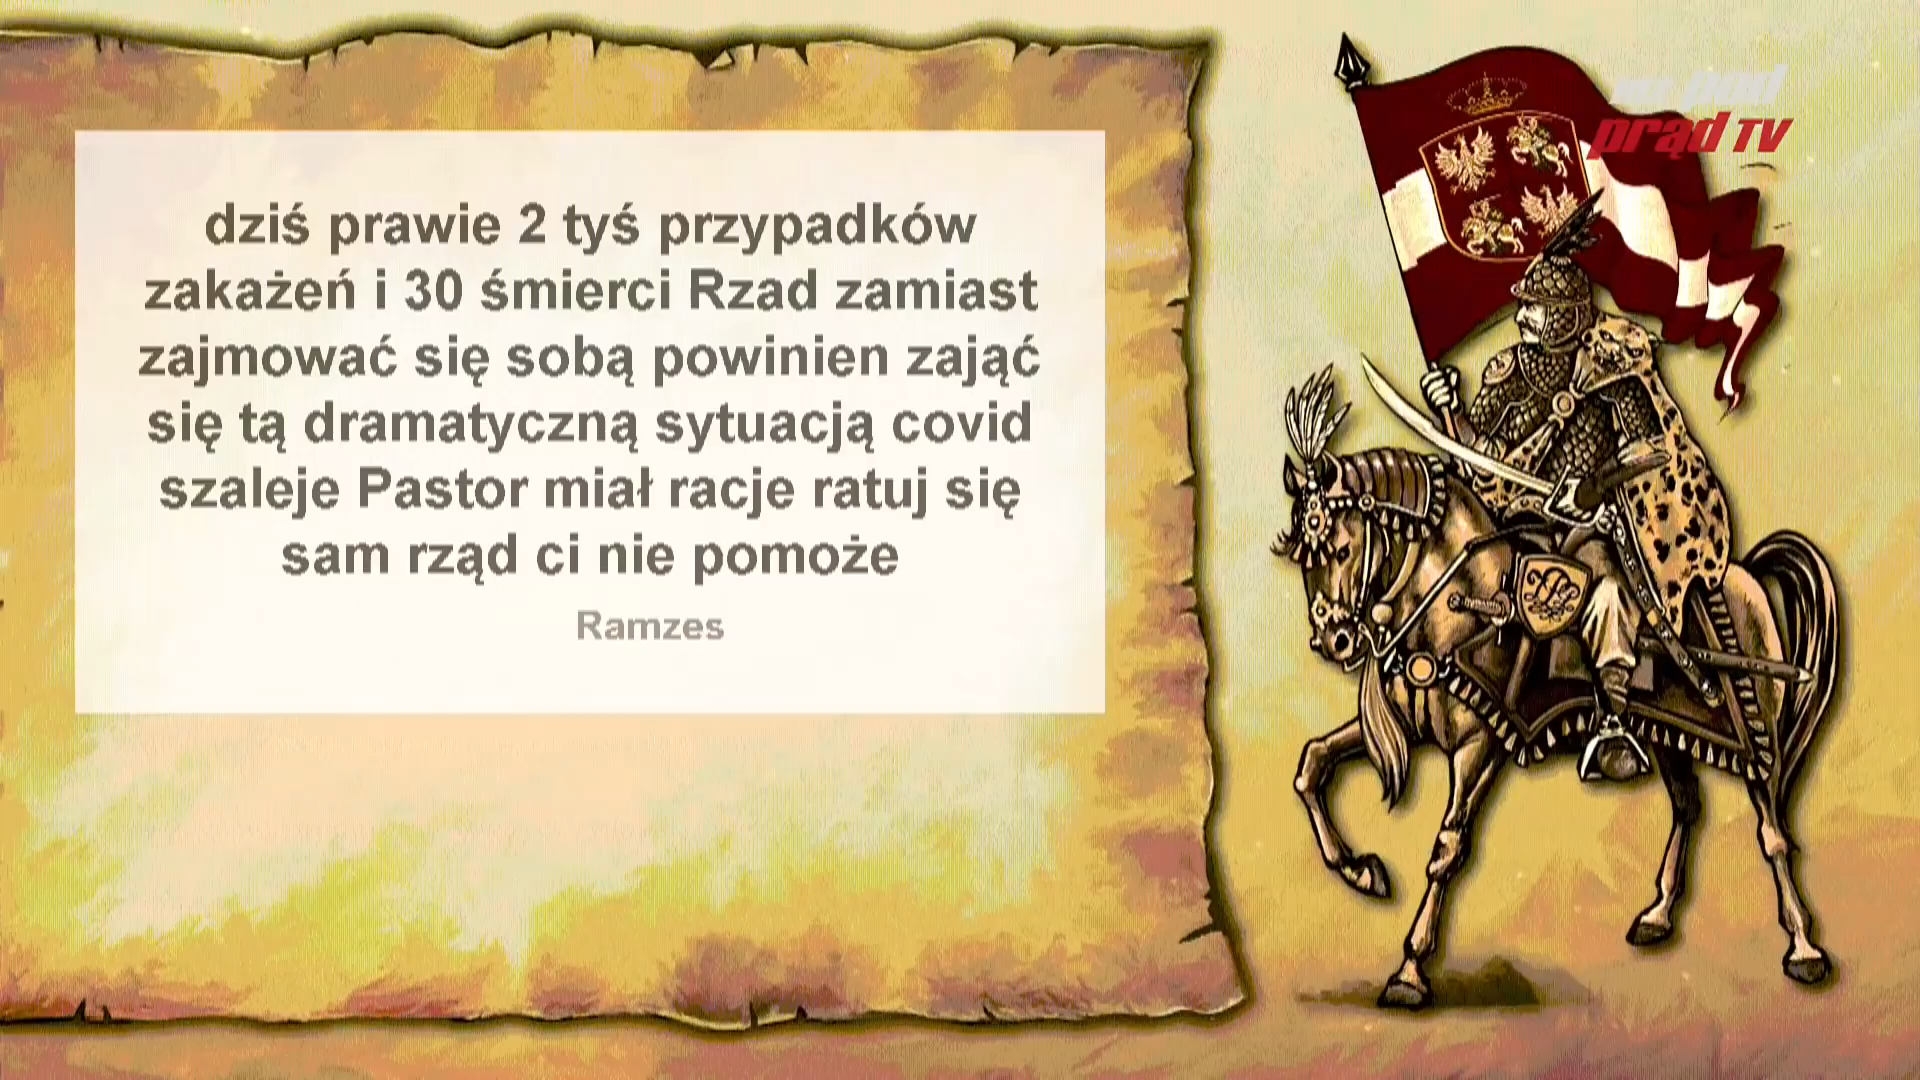 dziś prawie 2 tyś przypadków
zakażeń i 30 śmierci Rzad zamiast
zajmować się sobą powinien zająć
się tą dramatyczną sytuacją covid
szaleje Pastor miał racje ratuj się
sam rząd ci nie pomoże
Ramzes
pod
prąd TV